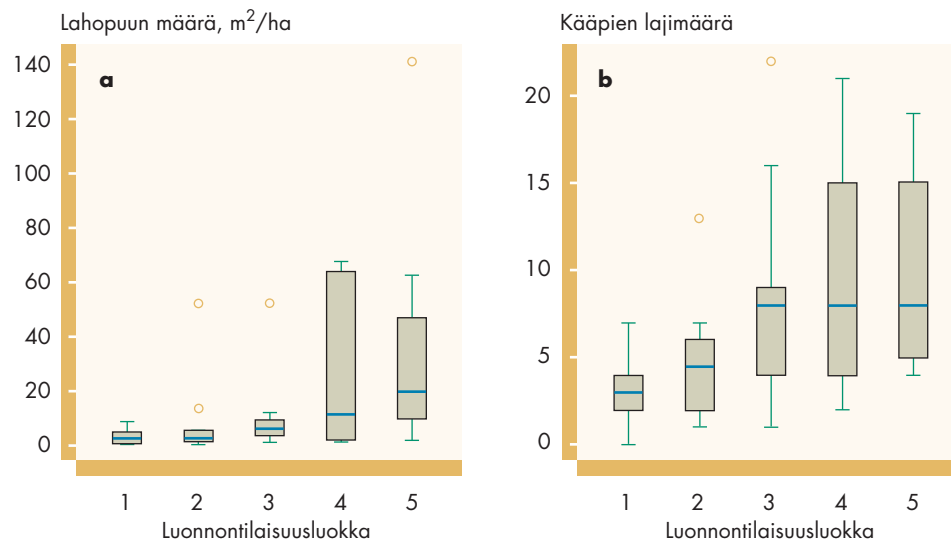 Lahopuun määrä, m²/ha
a
140
120
100
80
60
40
20
0
1 2 3 4 5
Luonnontilaisuusluokka
Kääpien lajimäärä
b
20
15
10
5
0
1 2 3 4 5
Luonnontilaisuusluokka